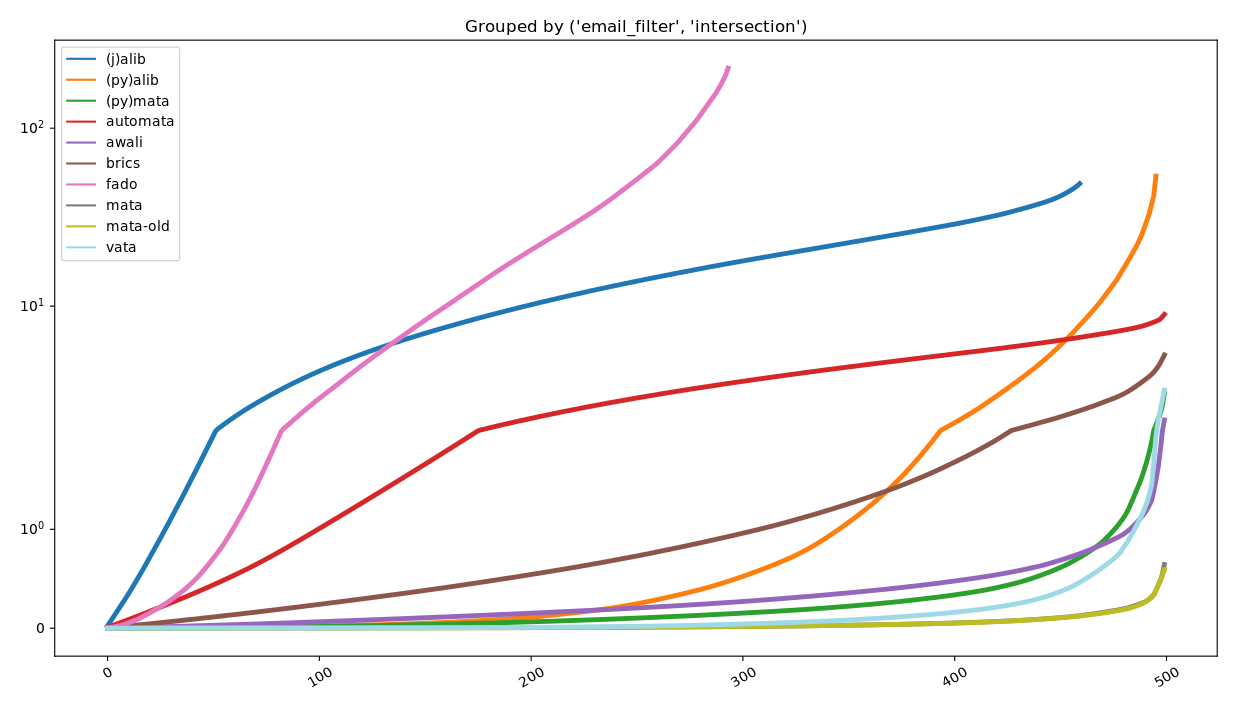 Grouped by ('email_filter', 'intersection')
(j)alib
(py)alib
(py)mata
automata
awali
brics
fado
mata
mata-old
vata
10²
10¹
10⁰
0
0 100 200 300 400 500